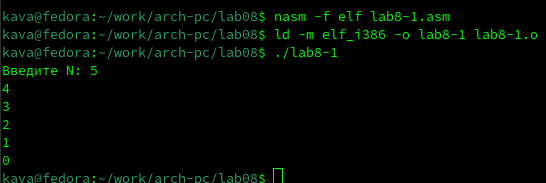 kava@fedora:~/work/arch-pc/lab08$ nasm -f elf lab8-1.asm
kava@fedora:~/work/arch-pc/lab08$ ld -m elf_i386 -o lab8-1 lab8-1.o
kava@fedora:~/work/arch-pc/lab08$ ./lab8-1
Введите N: 5
4
3
2
1
0
kava@fedora:~/work/arch-pc/lab08$